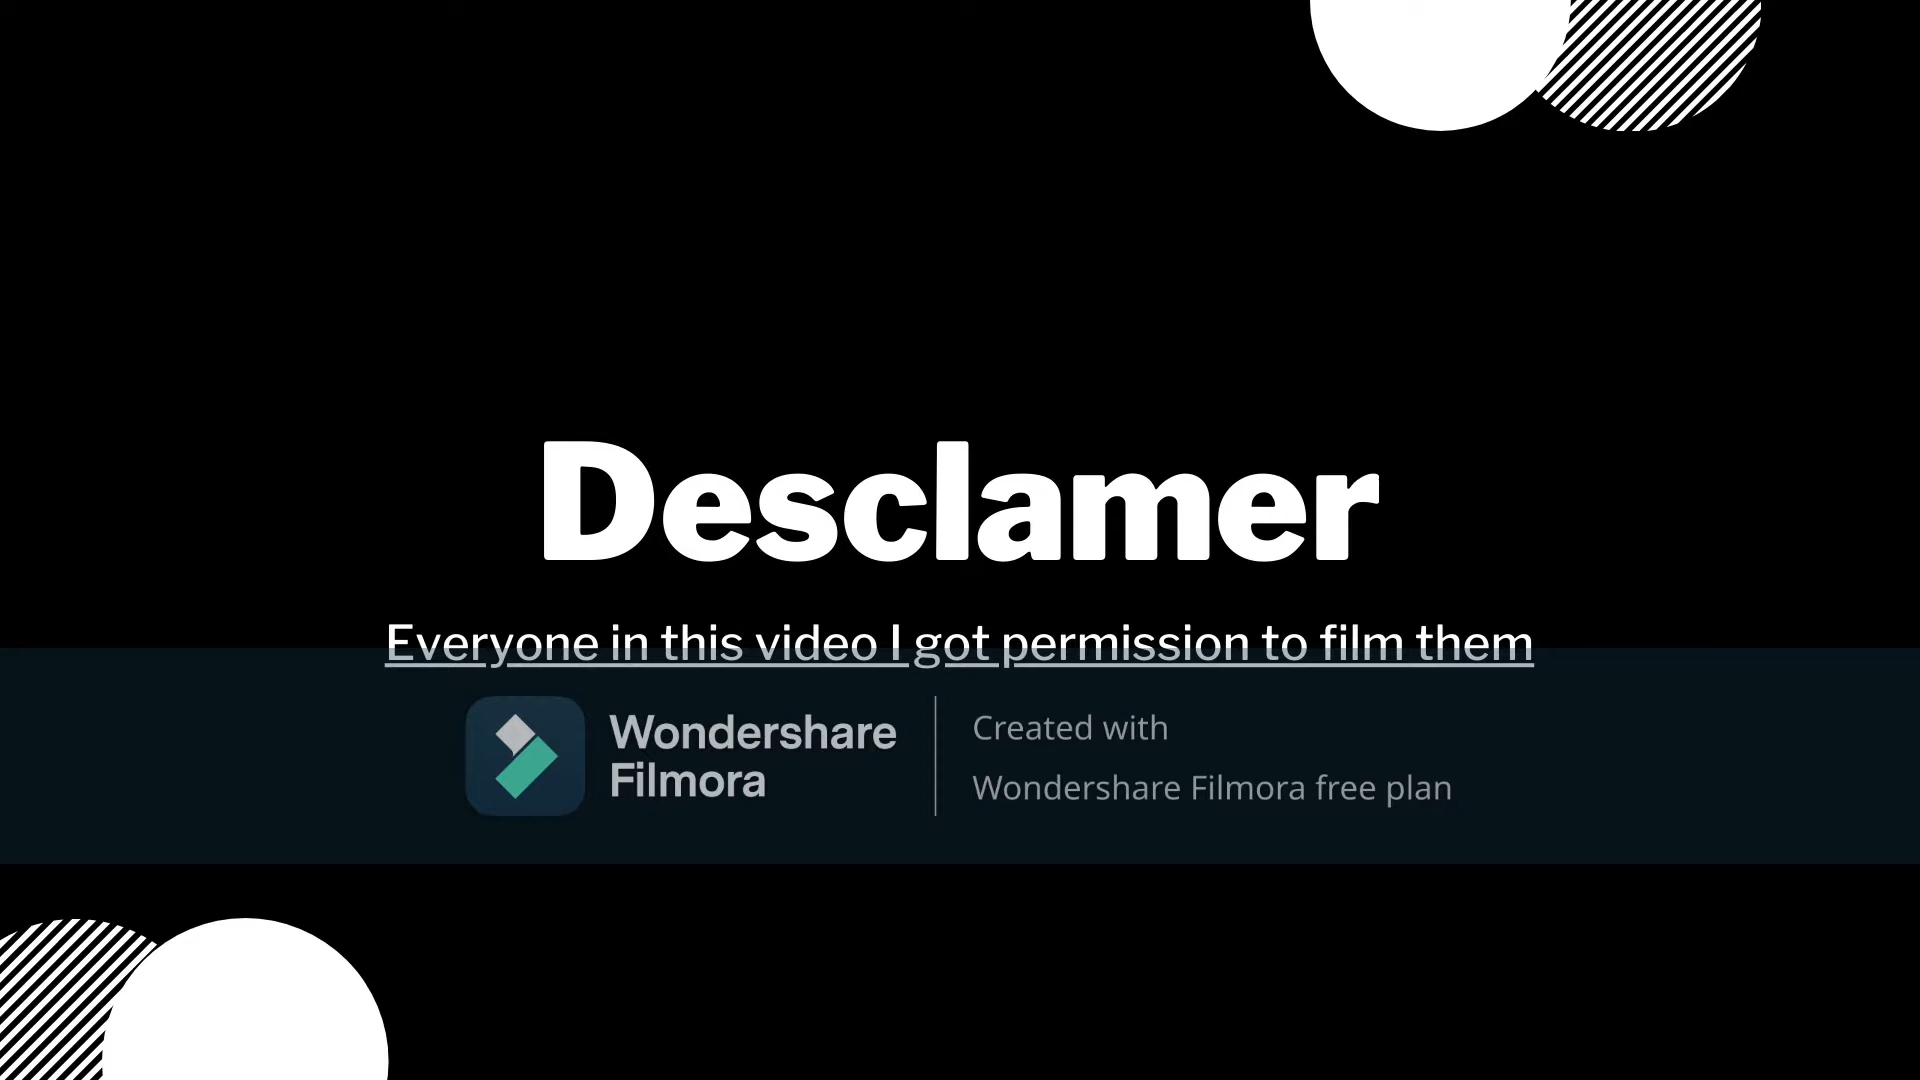 Desclamer
Everyone in this video I got permission to film them
Wondershare
Filmora
Created with
Wondershare Filmora free plan